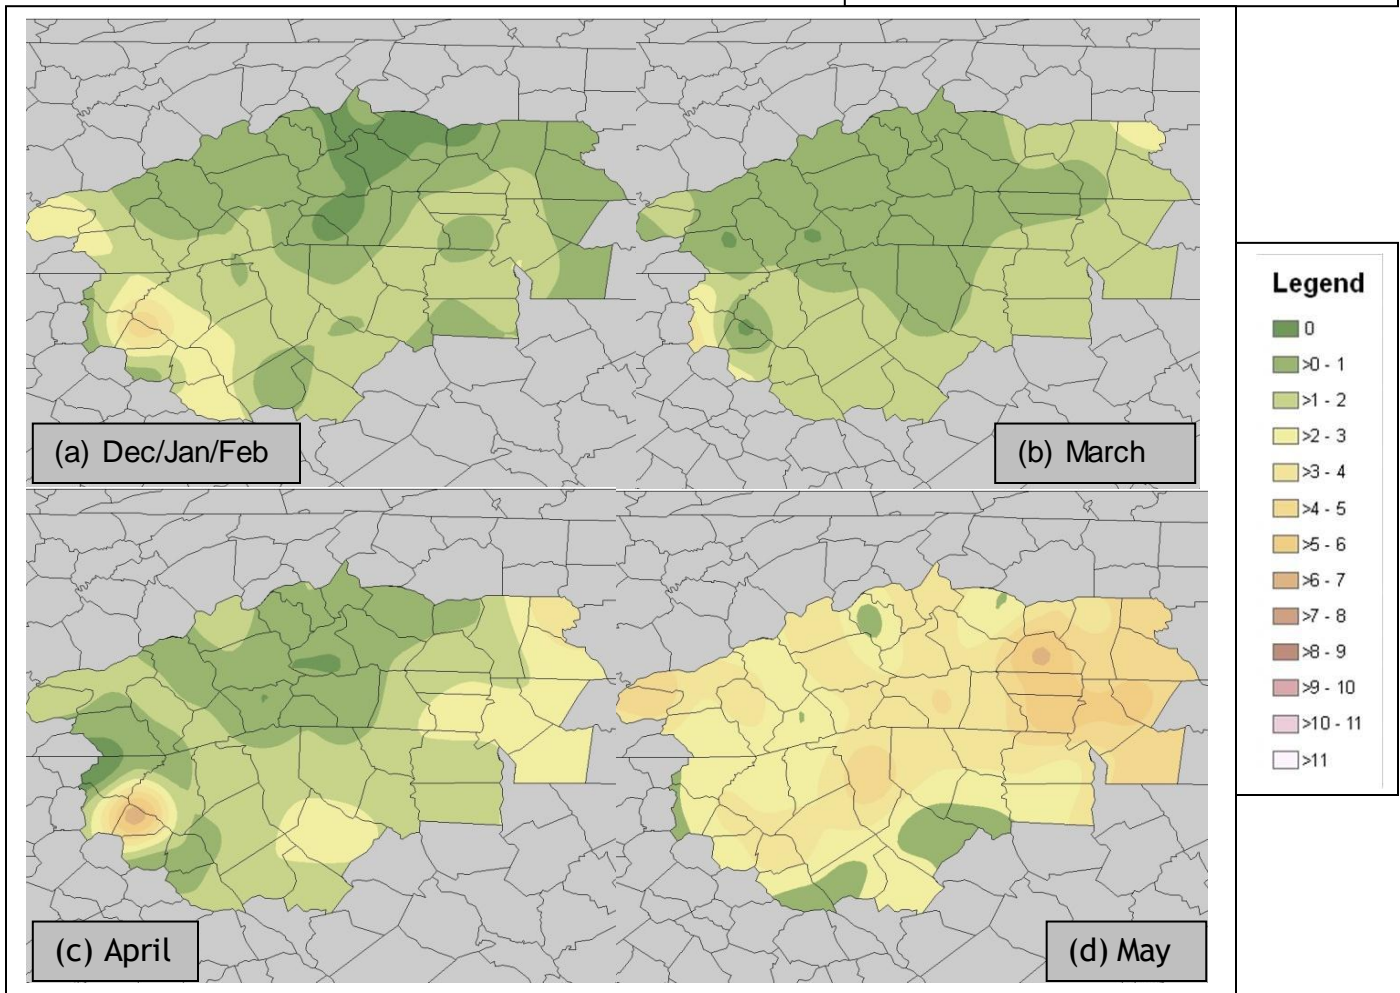 (a) Dec/Jan/Feb
(b) March
(c) April
(d) May
Legend
0
>0 - 1
>1 - 2
>2 - 3
>3 - 4
>4 - 5
>5 - 6
>6 - 7
>7 - 8
>8 - 9
>9 - 10
>10 - 11
>11